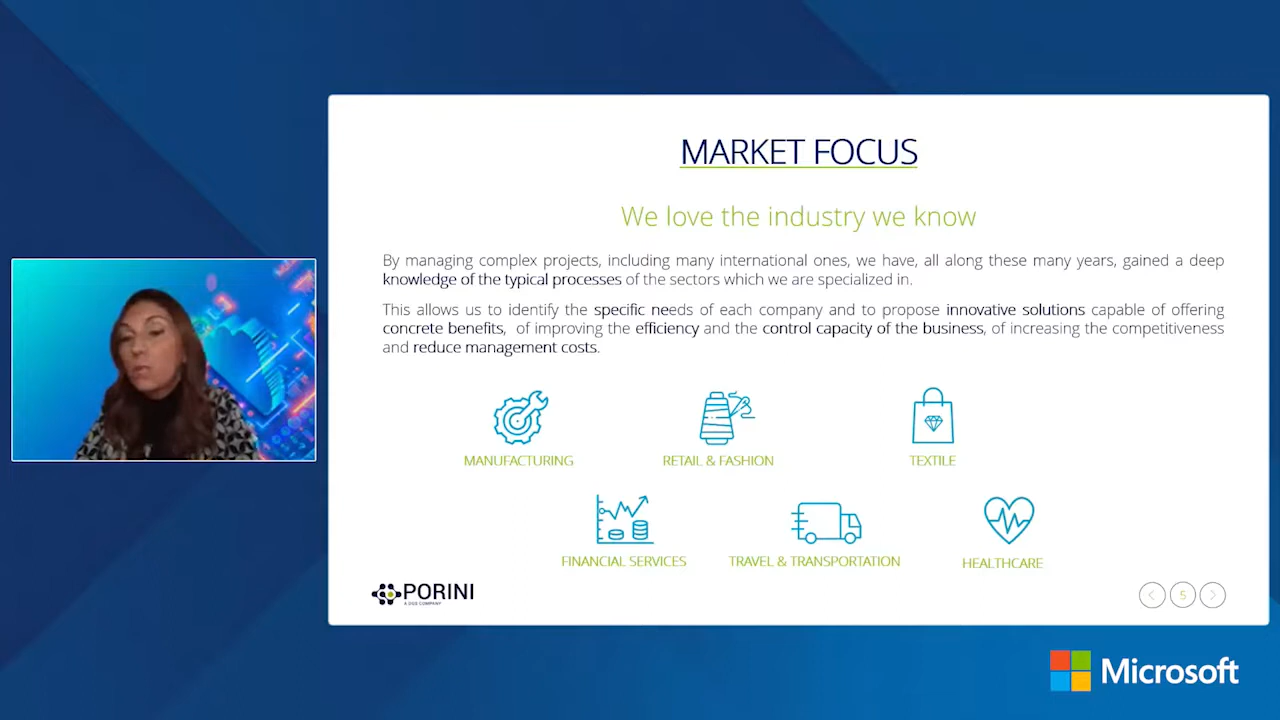 MARKET FOCUS
We love the industry we know
By managing complex projects, including many international ones, we have, all along these many years, gained a deep
knowledge of the typical processes of the sectors which we are specialized in.
This allows us to identify the specific needs of each company and to propose innovative solutions capable of offering
concrete benefits, of improving the efficiency and the control capacity of the business, of increasing the competitiveness
and reduce management costs.
MANUFACTURING
RETAIL & FASHION
TEXTILE
FINANCIAL SERVICES
TRAVEL & TRANSPORTATION
HEALTHCARE
PORINI
A DGS COMPANY
5
Microsoft